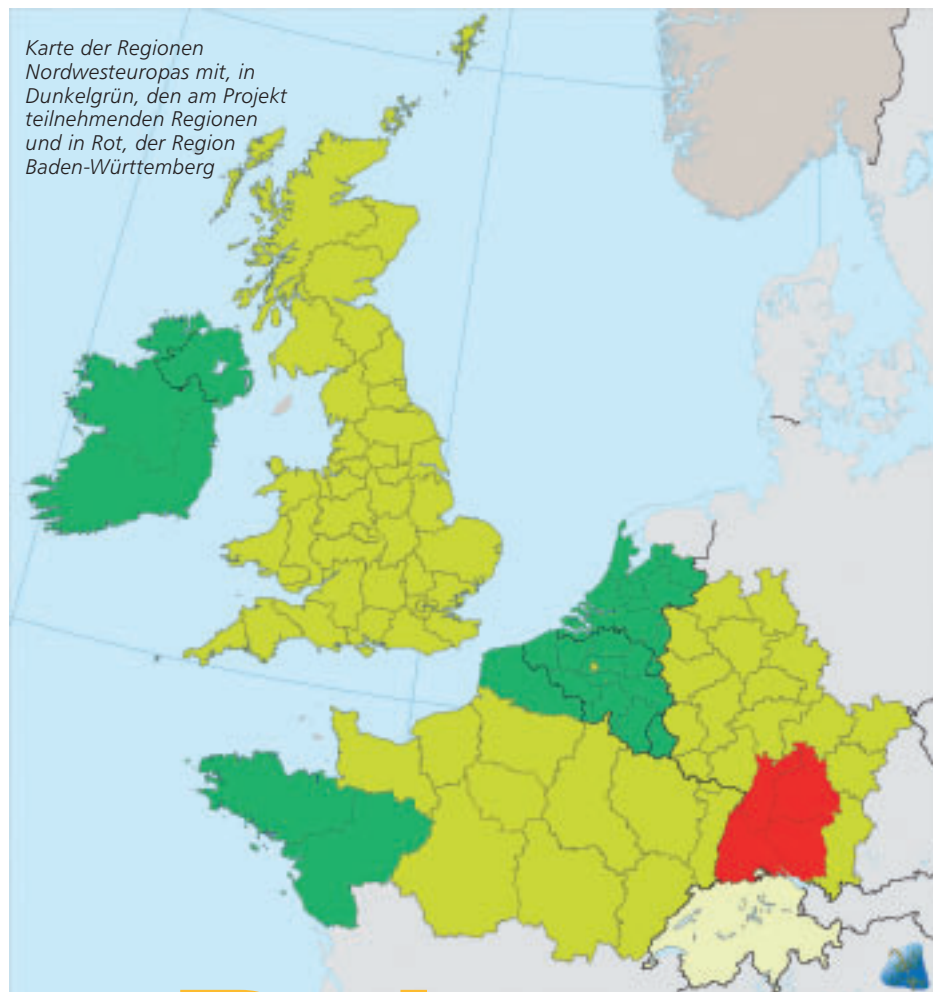 Karte der Regionen
Nordwesteuropas mit, in
Dunkelgrün, den am Projekt
teilnehmenden Regionen
und in Rot, der Region
Baden-Württemberg